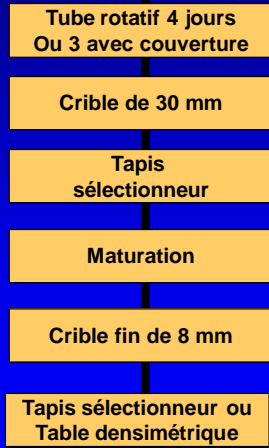 Tube rotatif 4 jours
Ou 3 avec couverture
Crible de 30 mm
Tapis
sélectionneur
Maturation
Crible fin de 8 mm
Tapis sélectionneur ou
Table densimétrique